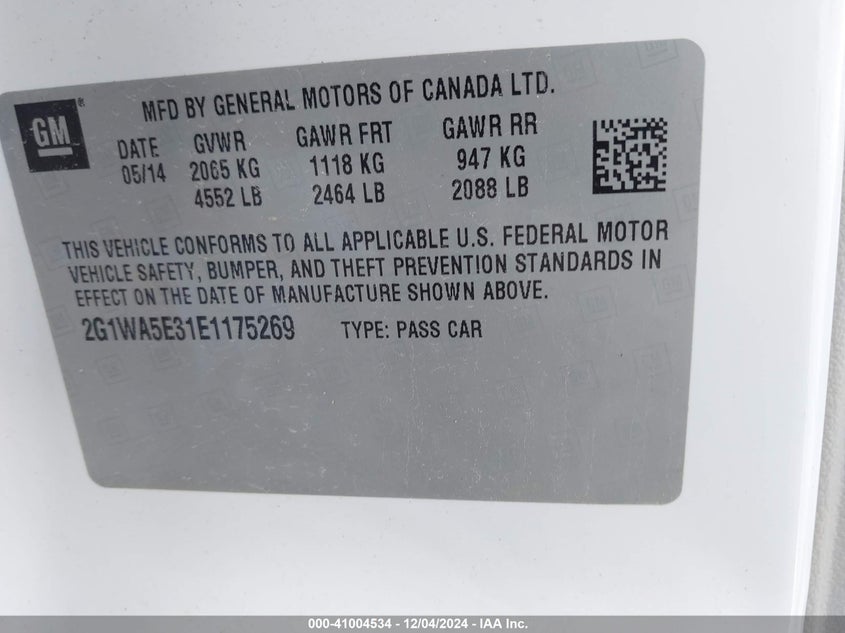 MFD BY GENERAL MOTORS OF CANADA LTD.
GM®
DATE GVWR GAWR FRT GAWR RR
05/14 2065 KG 1118 KG 947 KG
4552 LB 2464 LB 2088 LB
THIS VEHICLE CONFORMS TO ALL APPLICABLE U.S. FEDERAL MOTOR
VEHICLE SAFETY, BUMPER, AND THEFT PREVENTION STANDARDS IN
EFFECT ON THE DATE OF MANUFACTURE SHOWN ABOVE.
2G1WA5E31E1175269 TYPE: PASS CAR
000-41004534 - 12/04/2024 - IAA Inc.